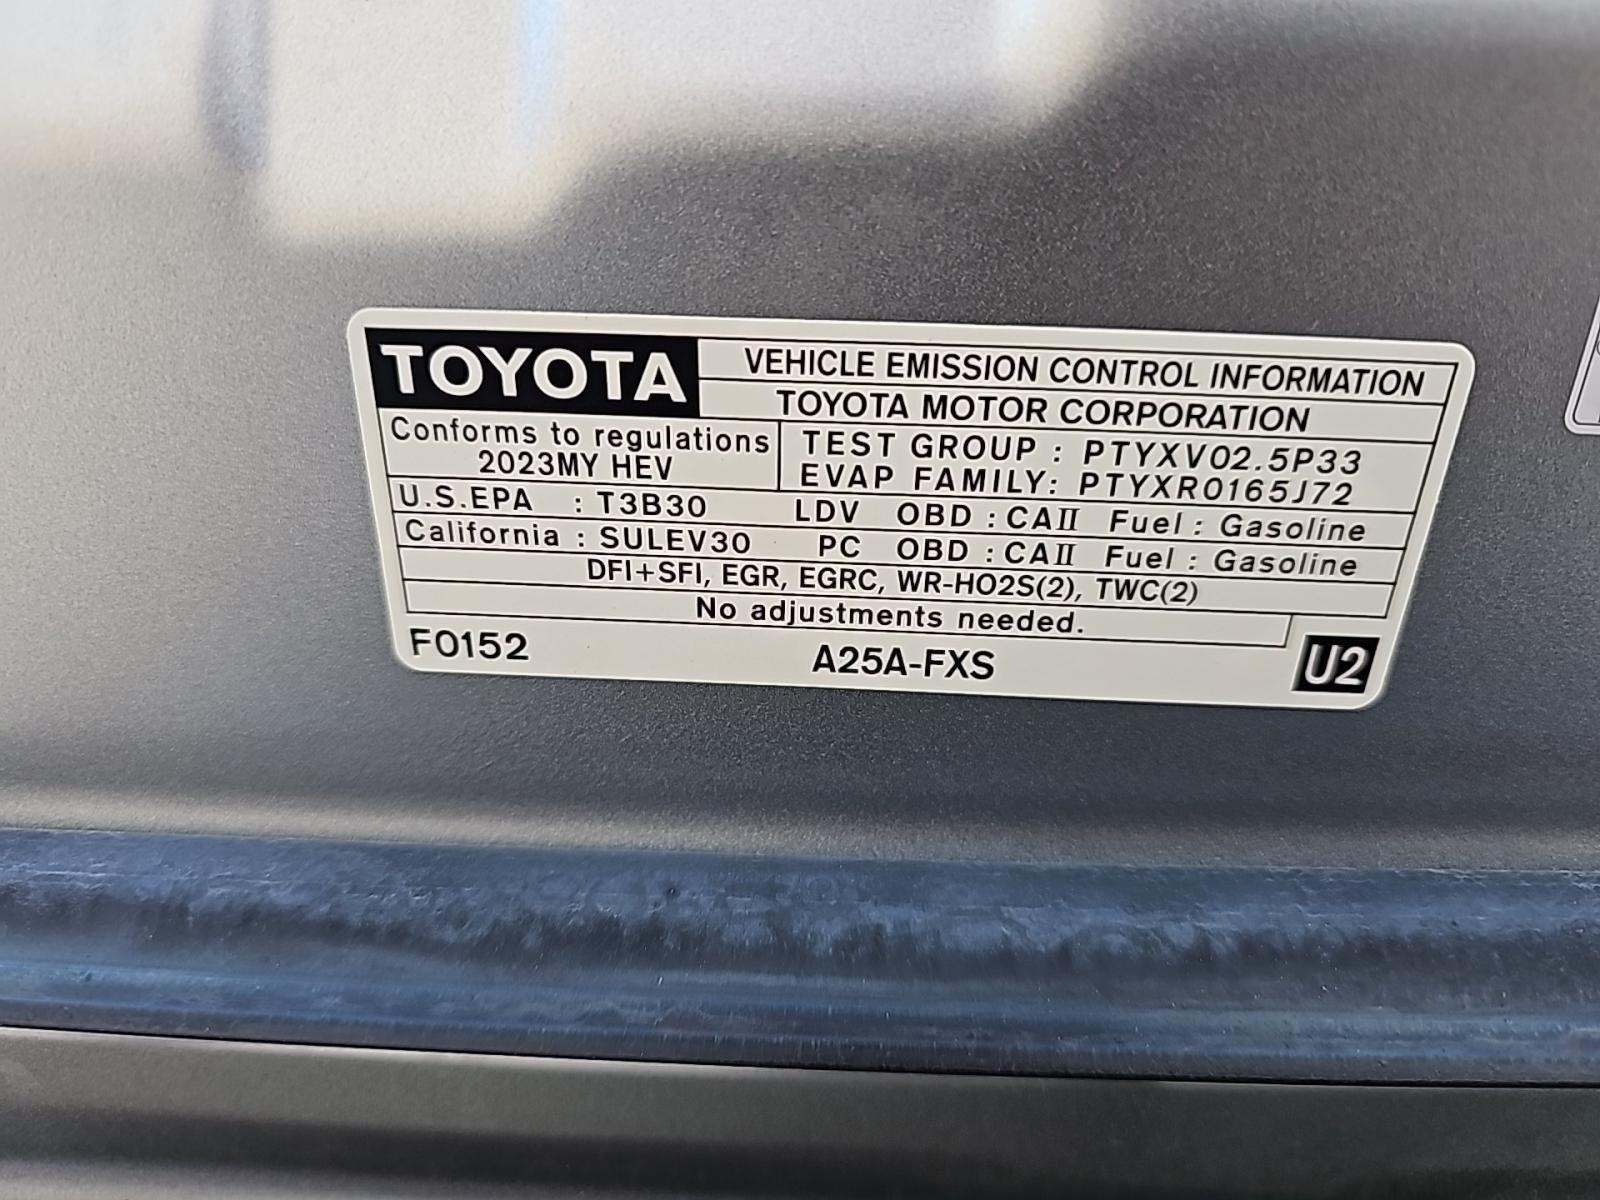 TOYOTA
VEHICLE EMISSION CONTROL INFORMATION
TOYOTA MOTOR CORPORATION
Conforms to regulations
2023MY HEV
TEST GROUP : PTYXV02.5P33
EVAP FAMILY: PTYXR0165J72
U.S.EPA : T3B30 LDV OBD : CAII Fuel : Gasoline
California : SULEV30 PC OBD : CAII Fuel : Gasoline
DFI+SFI, EGR, EGRC, WR-HO2S(2), TWC(2)
No adjustments needed.
F0152 A25A-FXS U2